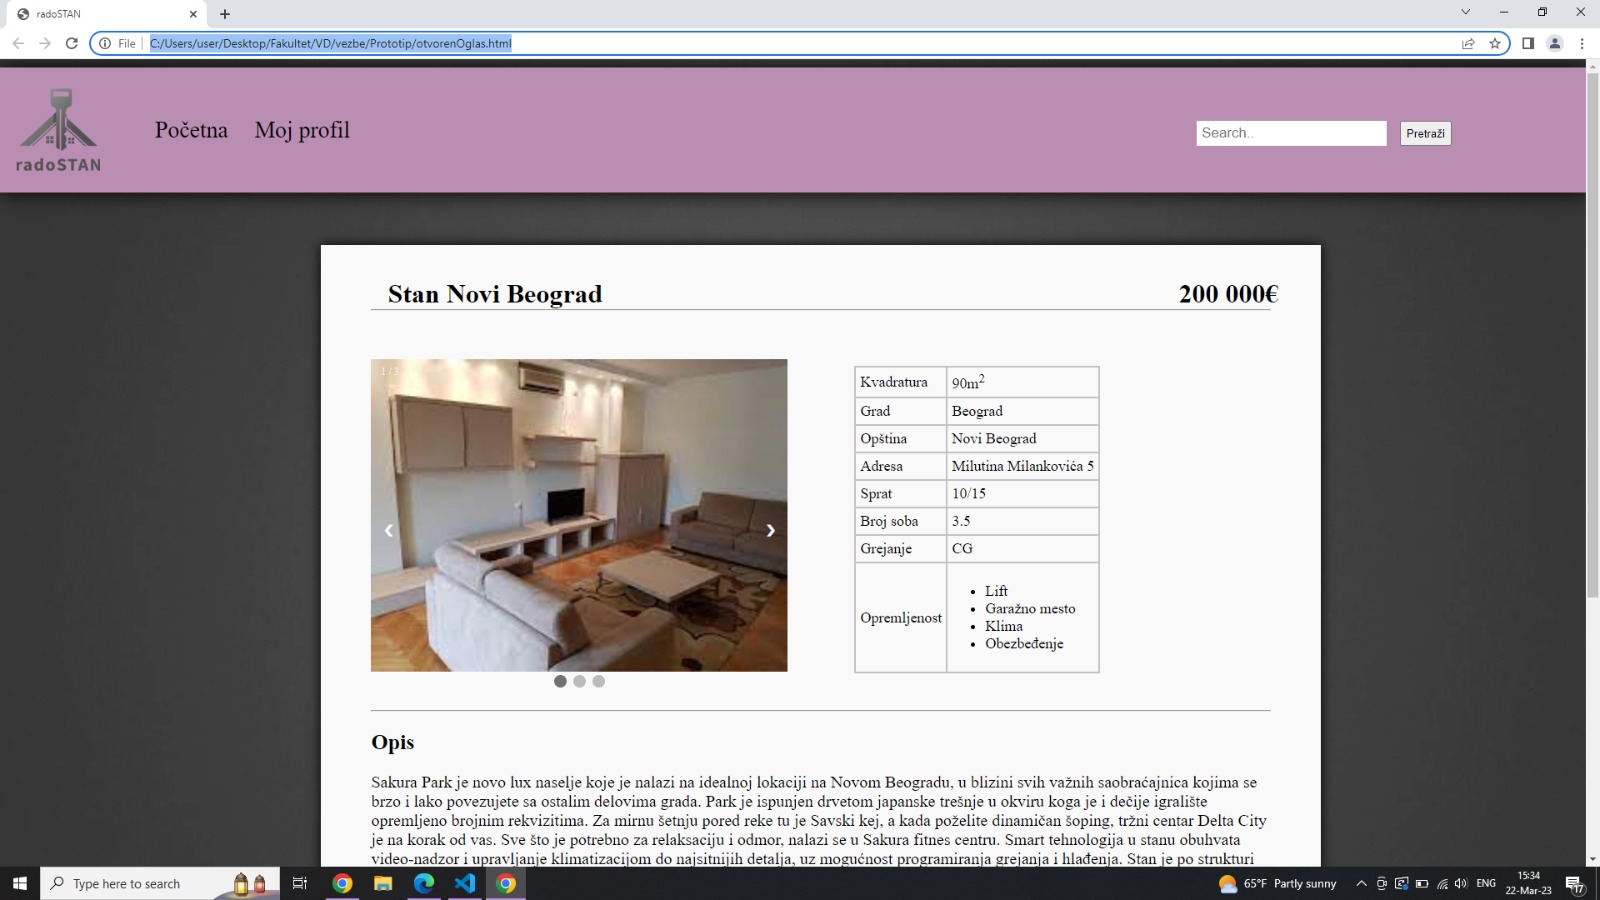 radoSTAN
File
C:/Users/user/Desktop/Fakultet/VD/vezbe/Prototip/otvorenOglas.html
radoSTAN
Početna
Moj profil
Search..
Pretraži
Stan Novi Beograd
200 000€
1 / 3
❮
❯
Kvadratura 90m²
Grad Beograd
Opština Novi Beograd
Adresa Milutina Milankovića 5
Sprat 10/15
Broj soba 3.5
Grejanje CG
Opremljenost
• Lift
• Garažno mesto
• Klima
• Obezbeđenje
Opis
Sakura Park je novo lux naselje koje je nalazi na idealnoj lokaciji na Novom Beogradu, u blizini svih važnih saobraćajnica kojima se
brzo i lako povezujete sa ostalim delovima grada. Park je ispunjen drvetom japanske trešnje u okviru koga je i dečije igralište
opremljeno brojnim rekvizitima. Za mirnu šetnju pored reke tu je Savski kej, a kada poželite dinamičan šoping, tržni centar Delta City
je na korak od vas. Sve što je potrebno za relaksaciju i odmor, nalazi se u Sakura fitnes centru. Smart tehnologija u stanu obuhvata
video-nadzor i upravljanje klimatizacijom do najsitnijih detalja, uz mogućnost programiranja grejanja i hlađenja. Stan je po strukturi
Type here to search
65°F Partly sunny
ENG
15:34
22-Mar-23
17